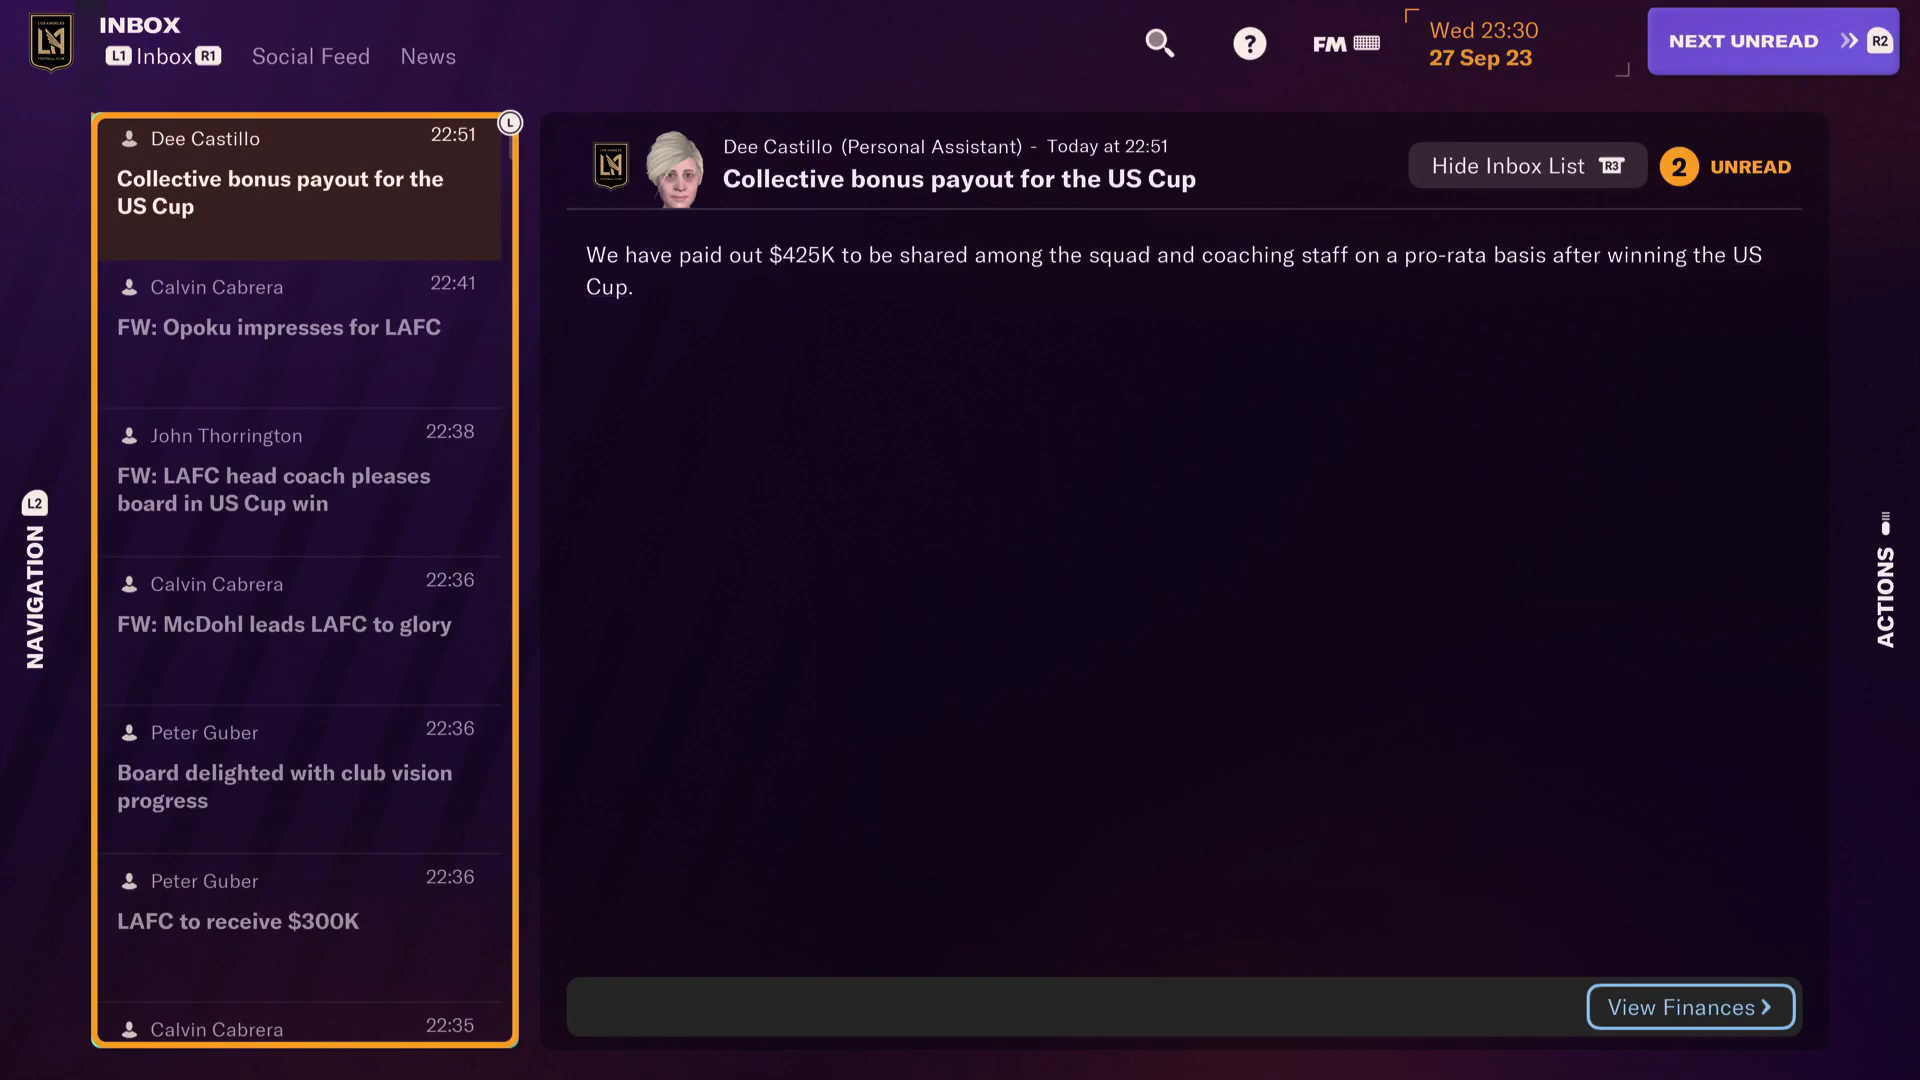 INBOX
L1 Inbox R1 Social Feed News
?
FM
Wed 23:30
27 Sep 23
NEXT UNREAD R2
L
Dee Castillo 22:51
Collective bonus payout for the
US Cup
Calvin Cabrera 22:41
FW: Opoku impresses for LAFC
John Thorrington 22:38
FW: LAFC head coach pleases
board in US Cup win
Calvin Cabrera 22:36
FW: McDohl leads LAFC to glory
Peter Guber 22:36
Board delighted with club vision
progress
Peter Guber 22:36
LAFC to receive $300K
Calvin Cabrera 22:35
Dee Castillo (Personal Assistant) - Today at 22:51
Collective bonus payout for the US Cup
Hide Inbox List R3
2 UNREAD
We have paid out $425K to be shared among the squad and coaching staff on a pro-rata basis after winning the US
Cup.
View Finances
NAVIGATION L2
ACTIONS